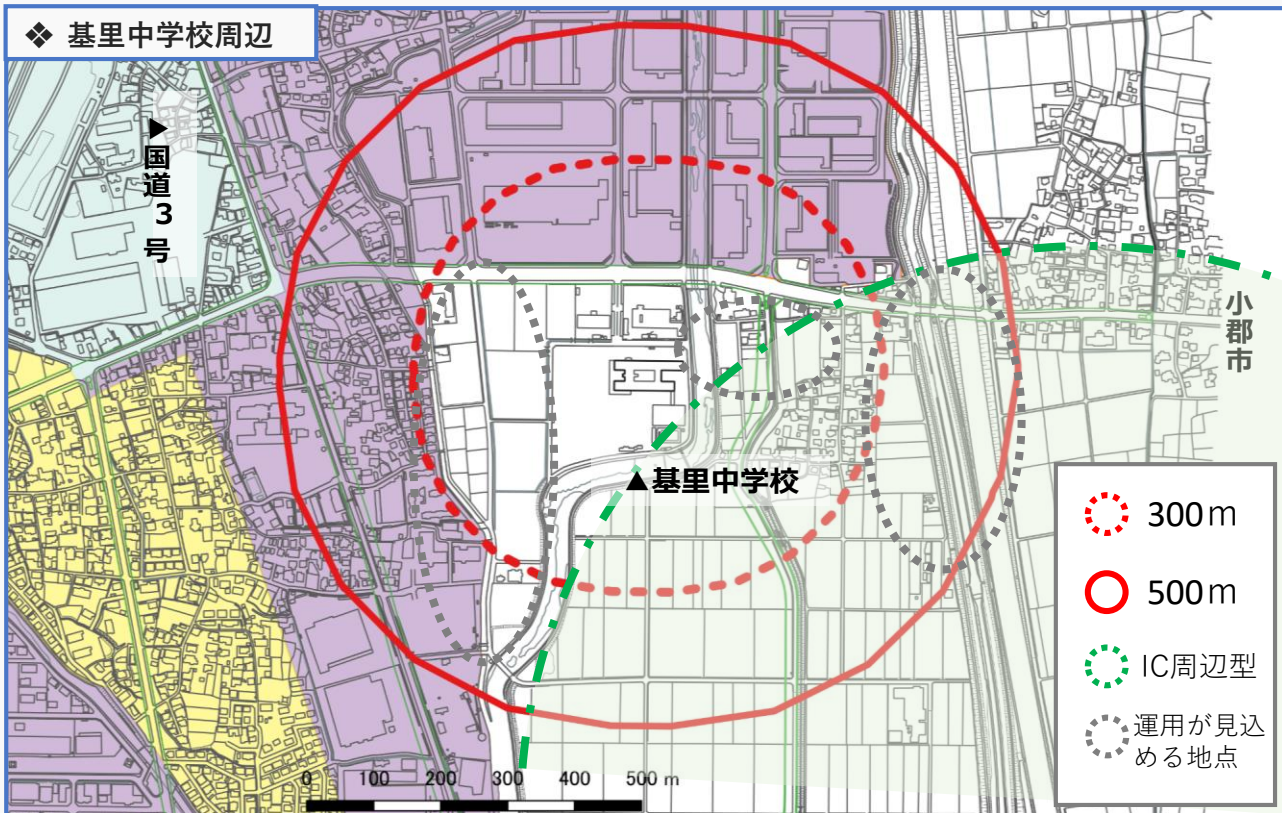 ❖ 基里中学校周辺
▶国道3号
小郡市
▲基里中学校
300m
500m
IC周辺型
運用が見込
める地点
0 100 200 300 400 500 m